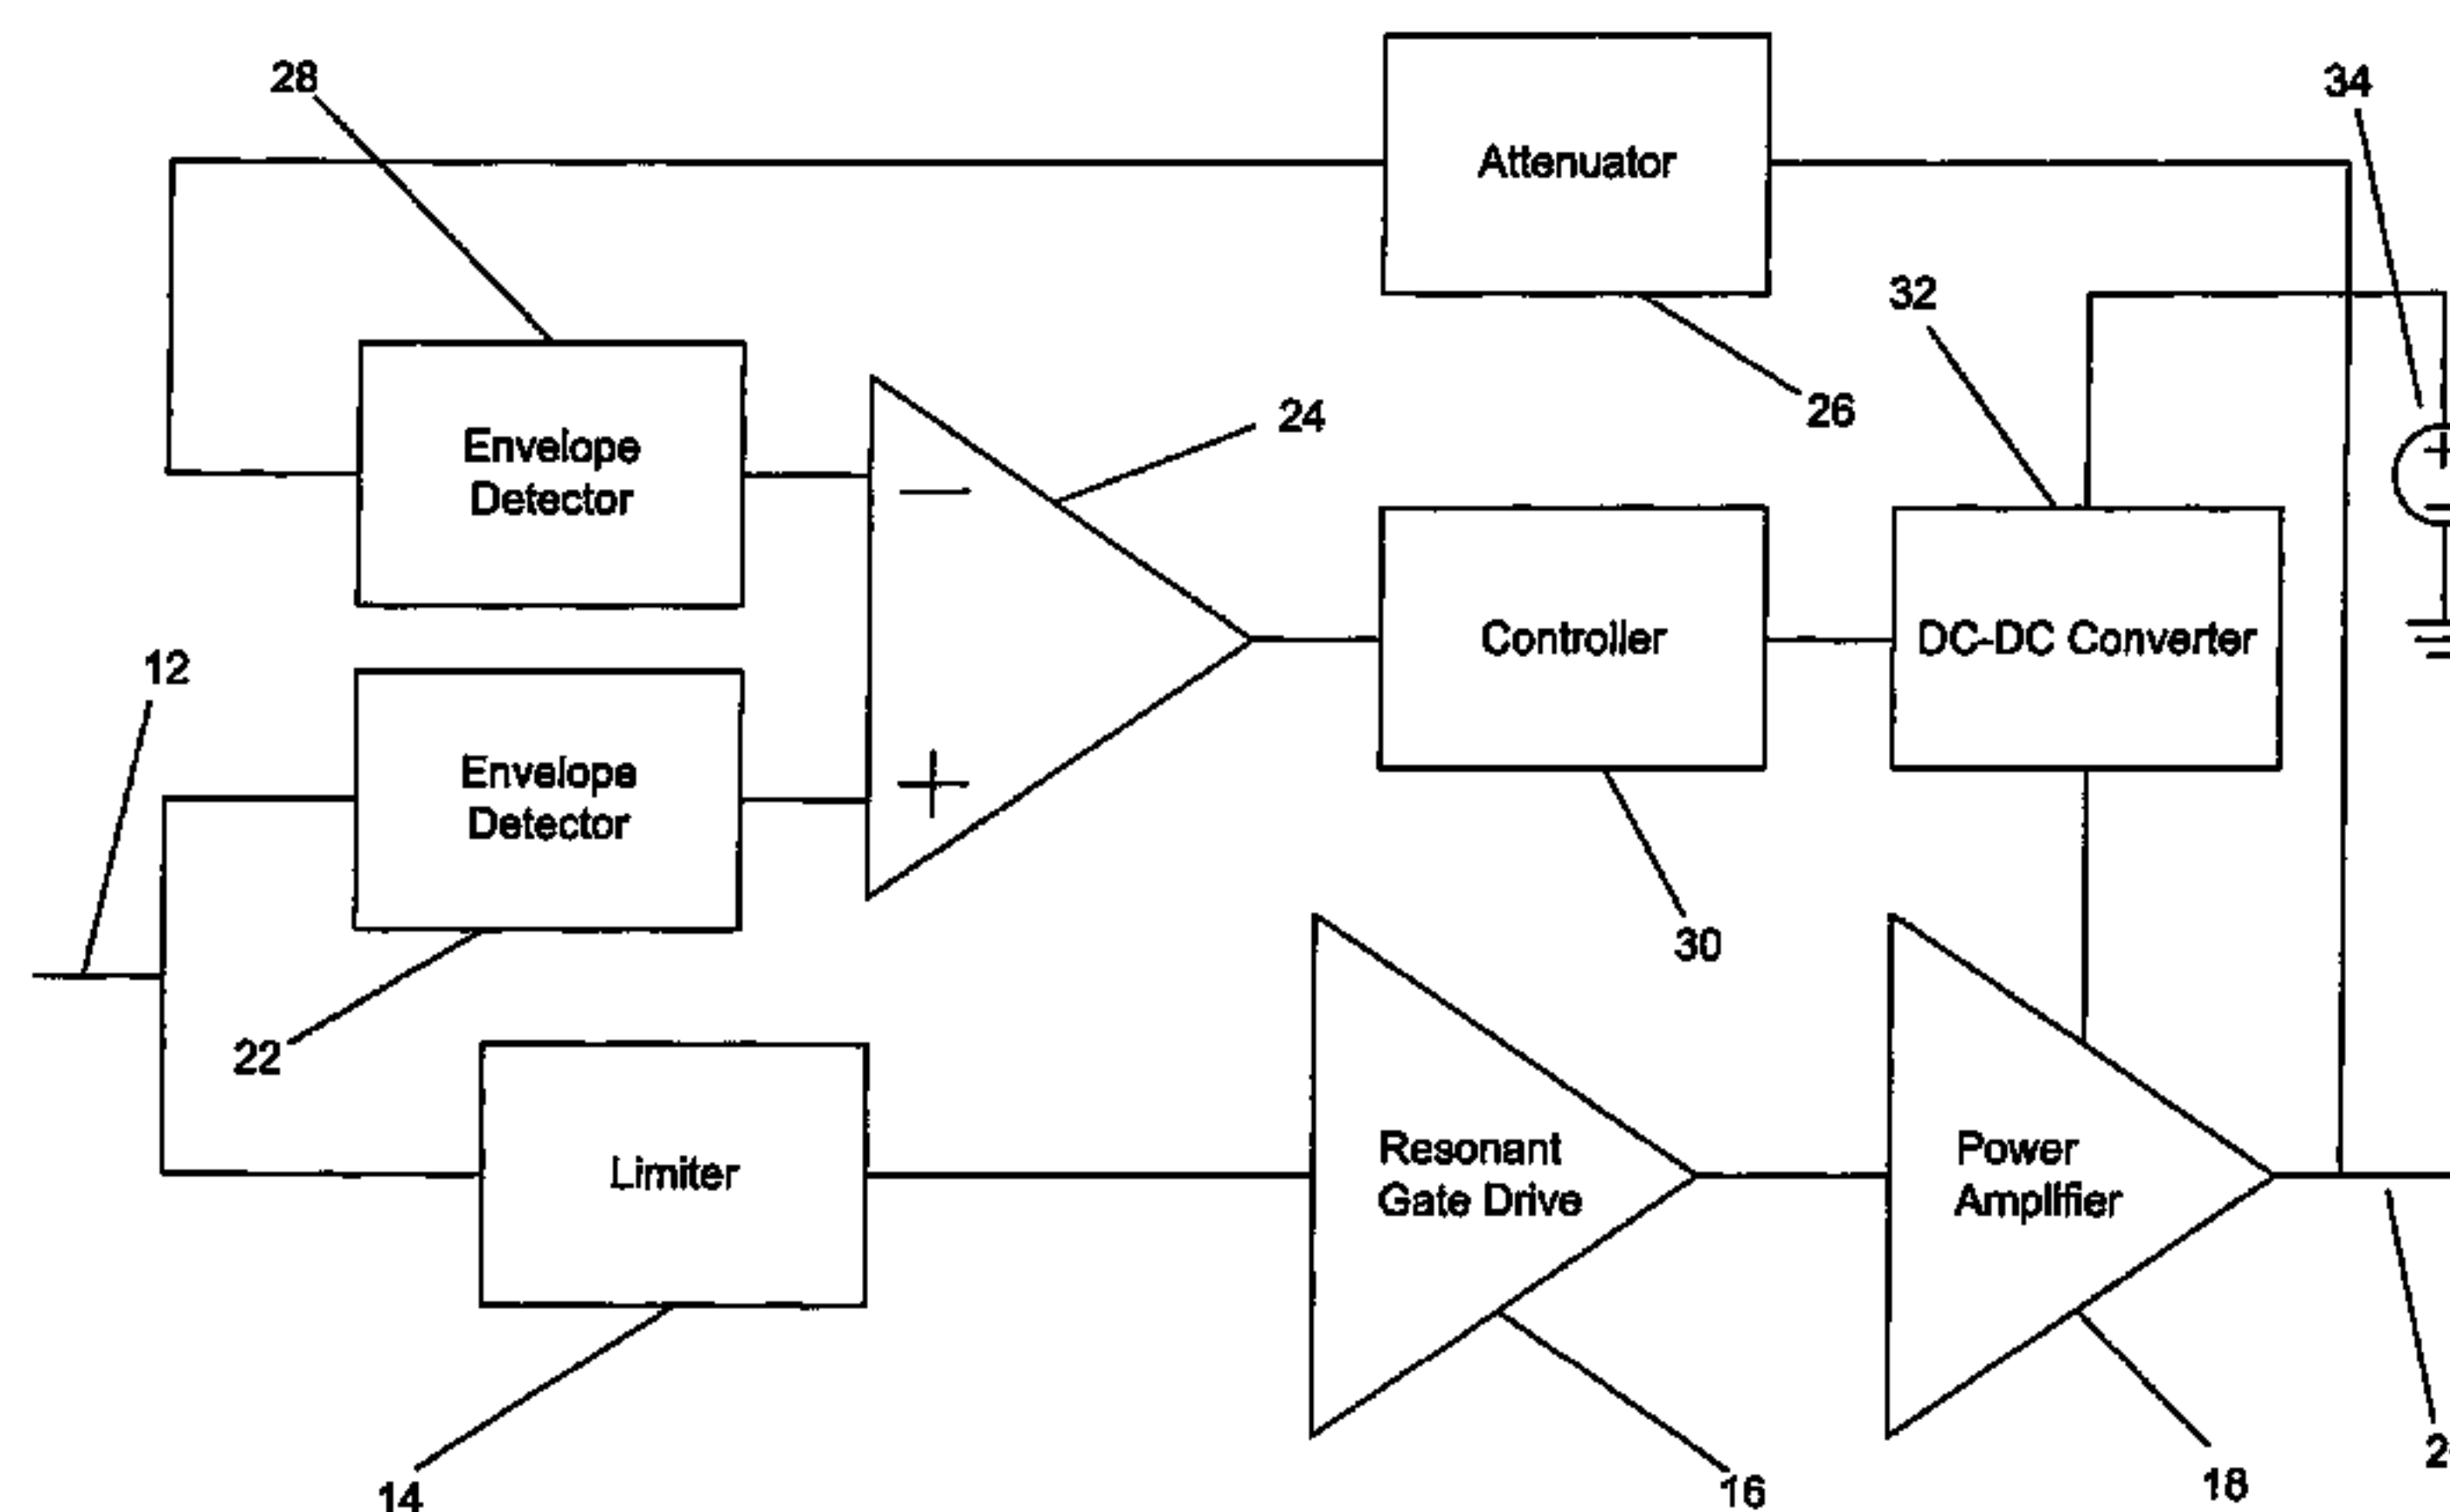 28
34
Attenuator
32
26
24
Envelope
Detector
Controller
DC-DC Converter
12
Envelope
Detector
30
22
Limiter
Resonant
Gate Drive
Power
Amplifier
14
16
18